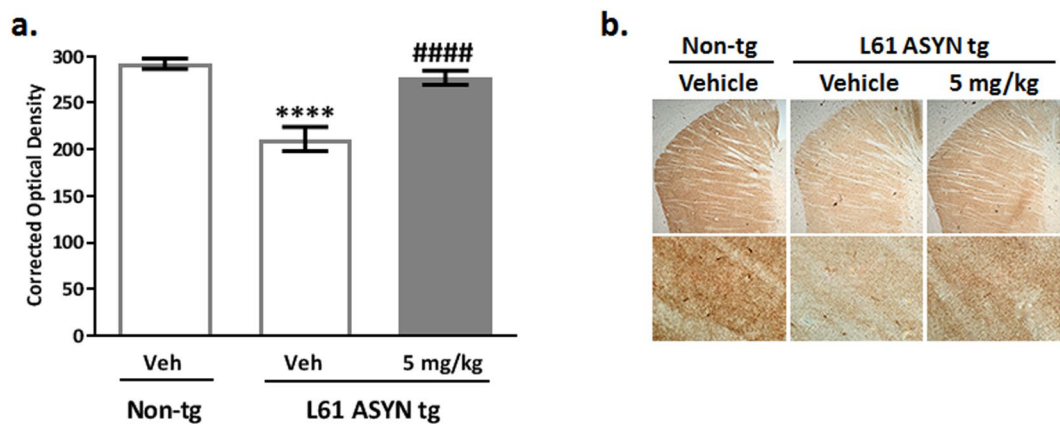 a.
Corrected Optical Density
300
250
200
150
100
50
0
****
####
Veh
Veh
5 mg/kg
Non-tg
L61 ASYN tg
b.
Non-tg
L61 ASYN tg
Vehicle
Vehicle
5 mg/kg